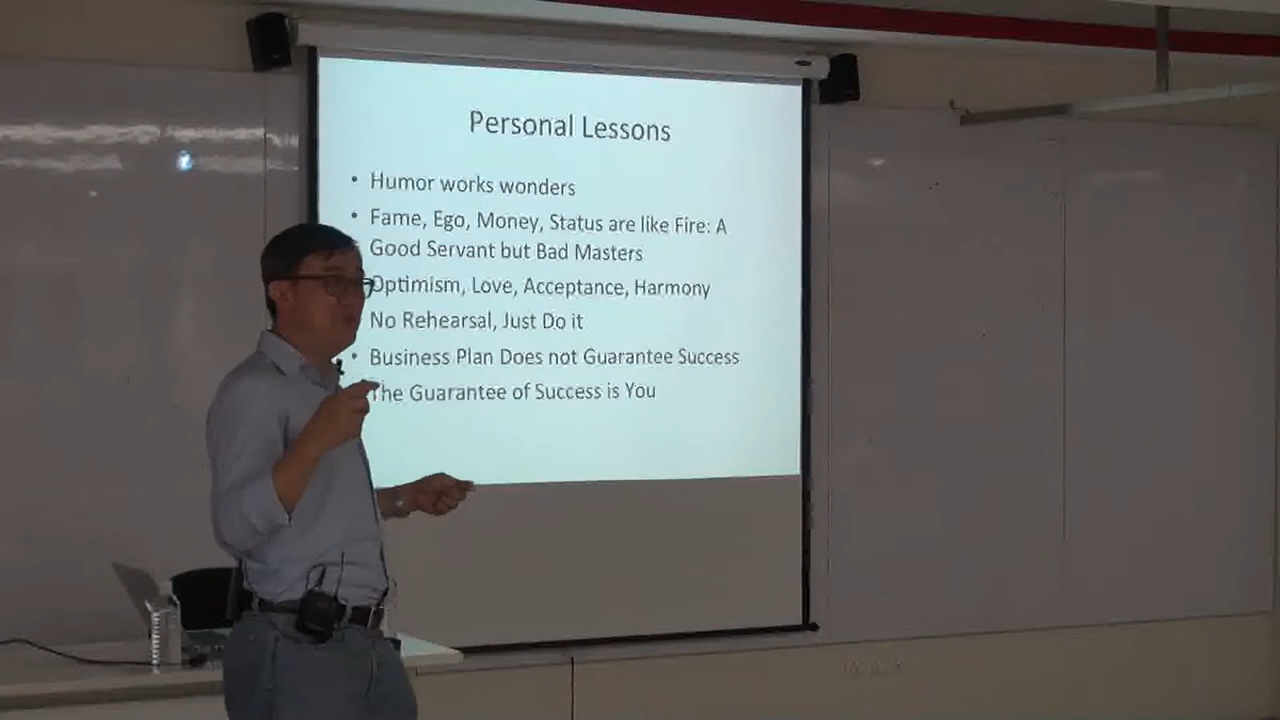 Personal Lessons
• Humor works wonders
• Fame, Ego, Money, Status are like Fire: A
Good Servant but Bad Masters
Optimism, Love, Acceptance, Harmony
No Rehearsal, Just Do it
• Business Plan Does not Guarantee Success
The Guarantee of Success is You